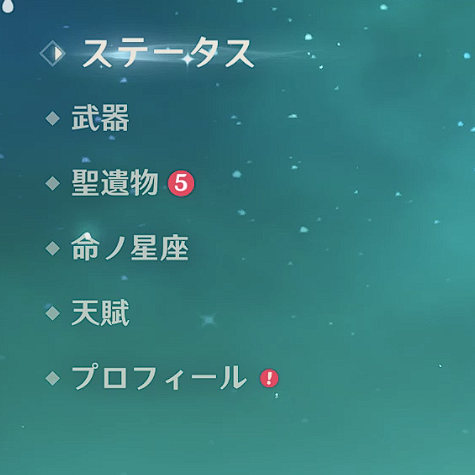 ステータス
武器
聖遺物 5
命ノ星座
天賦
プロフィール !